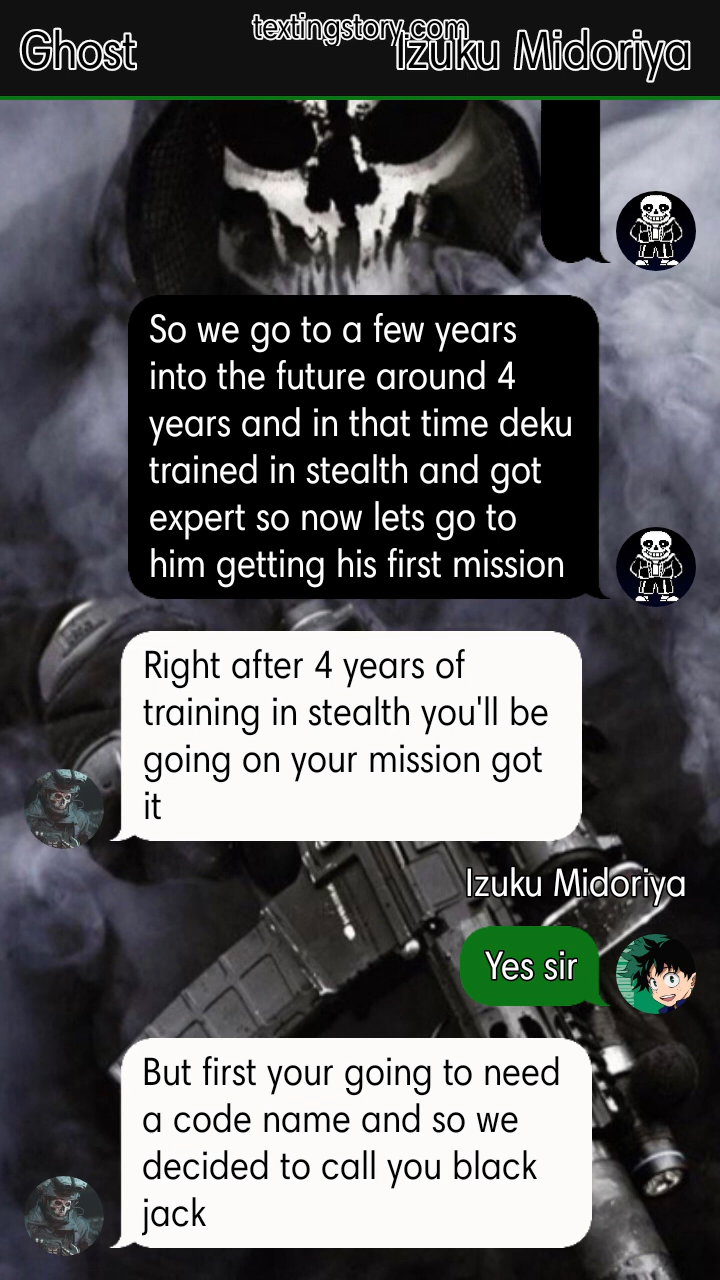 textingstory.com
Ghost
Izuku Midoriya
So we go to a few years
into the future around 4
years and in that time deku
trained in stealth and got
expert so now lets go to
him getting his first mission
Right after 4 years of
training in stealth you'll be
going on your mission got
it
Izuku Midoriya
Yes sir
But first your going to need
a code name and so we
decided to call you black
jack